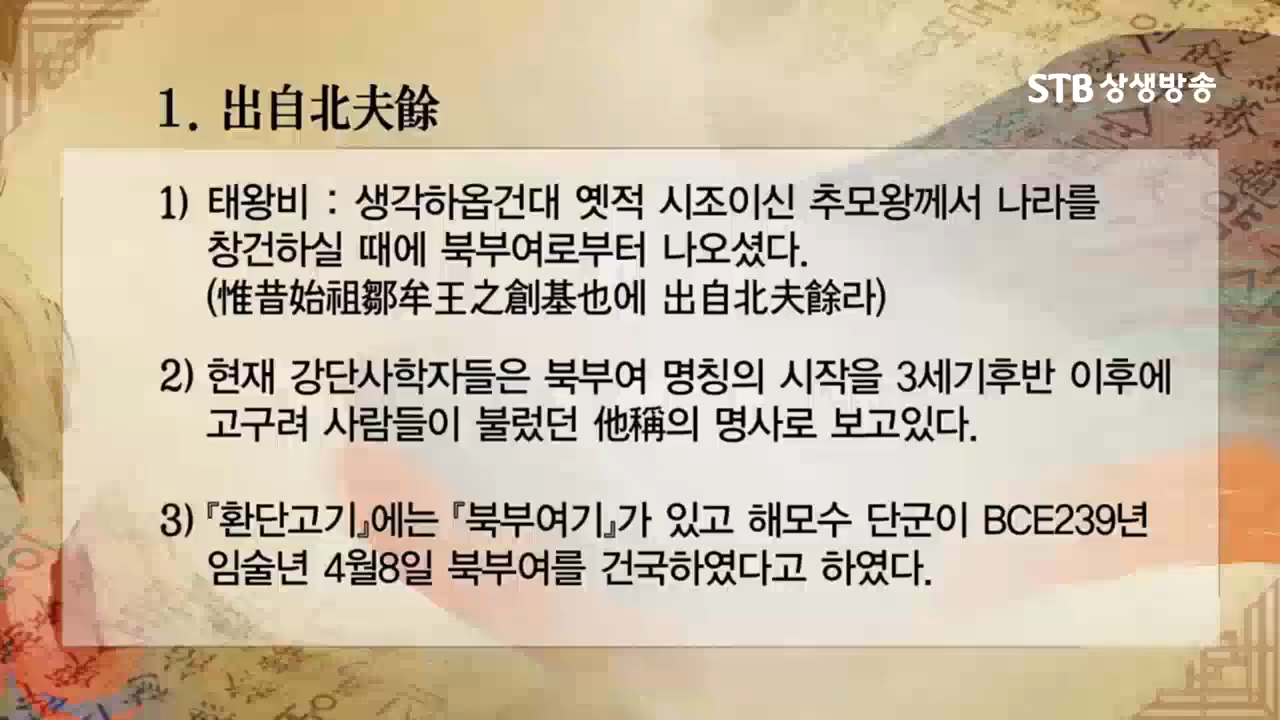 STB 상생방송
1. 出自北夫餘
1) 태왕비 : 생각하옵건대 옛적 시조이신 추모왕께서 나라를
창건하실 때에 북부여로부터 나오셨다.
(惟昔始祖鄒牟王之創基也에 出自北夫餘라)
2) 현재 강단사학자들은 북부여 명칭의 시작을 3세기후반 이후에
고구려 사람들이 불렀던 他稱의 명사로 보고있다.
3)『환단고기』에는 『북부여기』가 있고 해모수 단군이 BCE239년
임술년 4월8일 북부여를 건국하였다고 하였다.